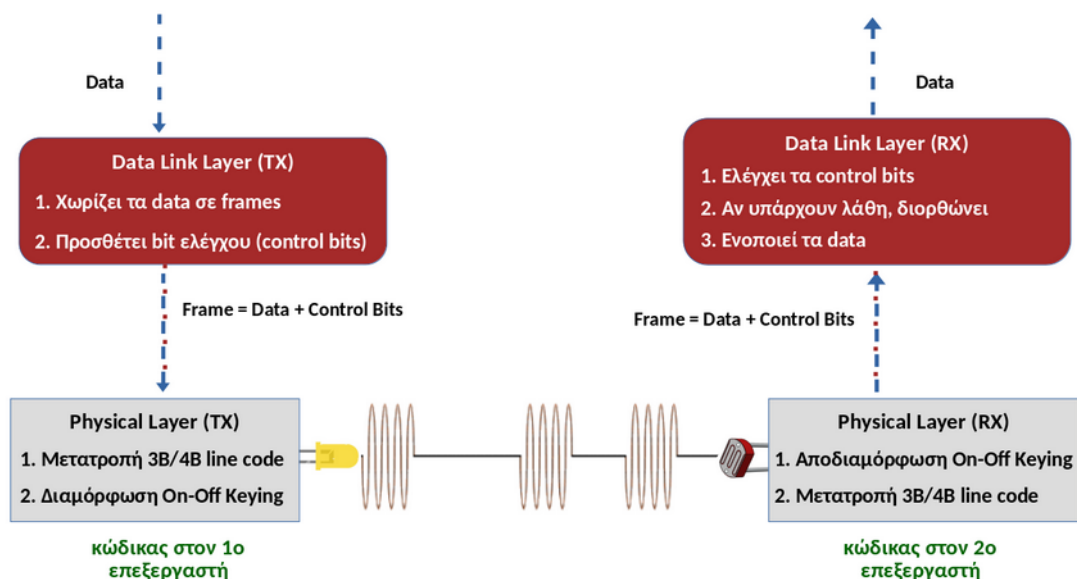 Data
Data Link Layer (TX)
1. Χωρίζει τα data σε frames
2. Προσθέτει bit ελέγχου (control bits)
Frame = Data + Control Bits
Physical Layer (TX)
1. Μετατροπή 3B/4B line code
2. Διαμόρφωση On-Off Keying
κώδικας στον 1ο
επεξεργαστή
Data
Data Link Layer (RX)
1. Ελέγχει τα control bits
2. Αν υπάρχουν λάθη, διορθώνει
3. Ενοποιεί τα data
Frame = Data + Control Bits
Physical Layer (RX)
1. Αποδιαμόρφωση On-Off Keying
2. Μετατροπή 3B/4B line code
κώδικας στον 2ο
επεξεργαστή